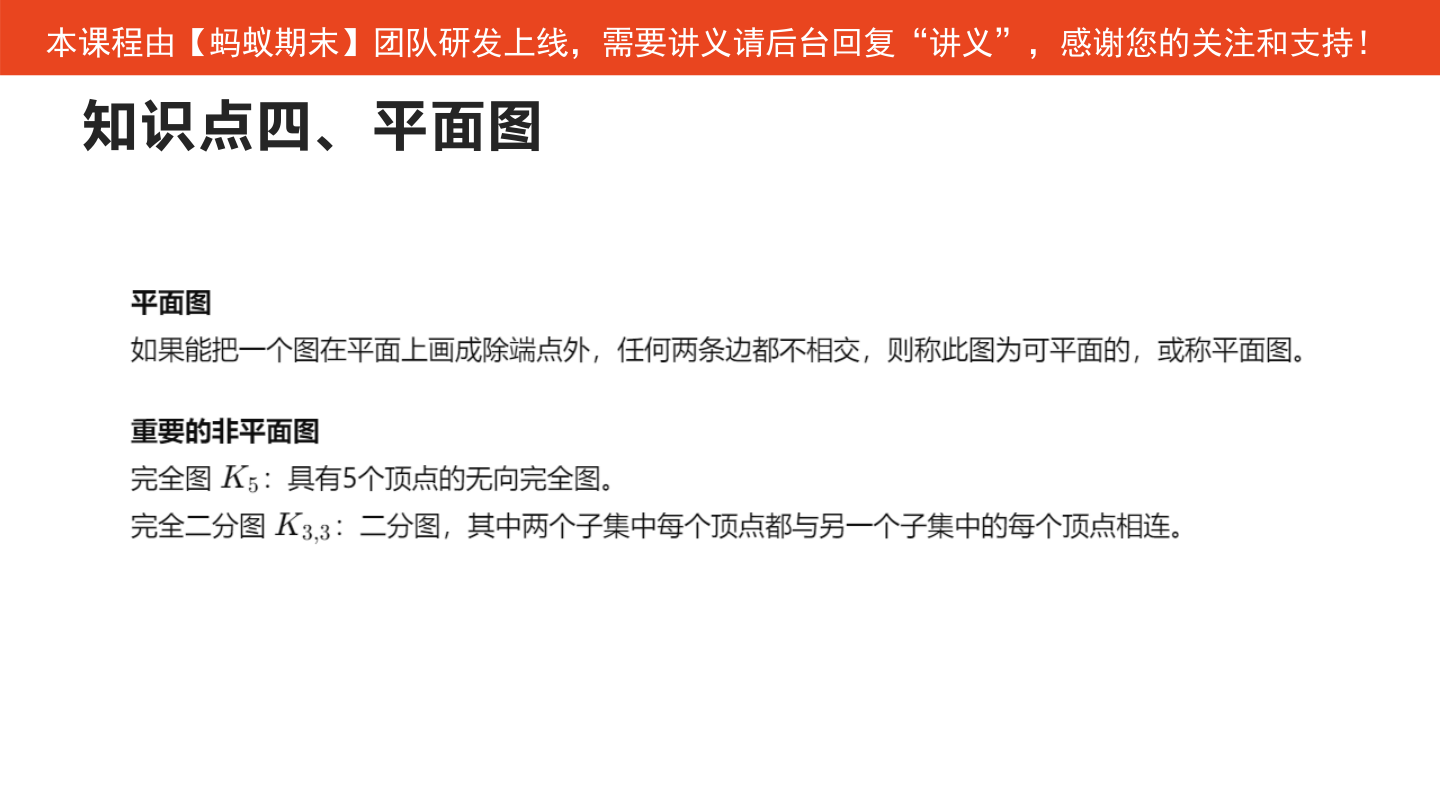 本课程由【蚂蚁期末】团队研发上线，需要讲义请后台回复“讲义”，感谢您的关注和支持！
知识点四、平面图
平面图
如果能把一个图在平面上画成除端点外，任何两条边都不相交，则称此图为可平面的，或称平面图。
重要的非平面图
完全图 K₅：具有5个顶点的无向完全图。
完全二分图 K₃,₃：二分图，其中两个子集中每个顶点都与另一个子集中的每个顶点相连。